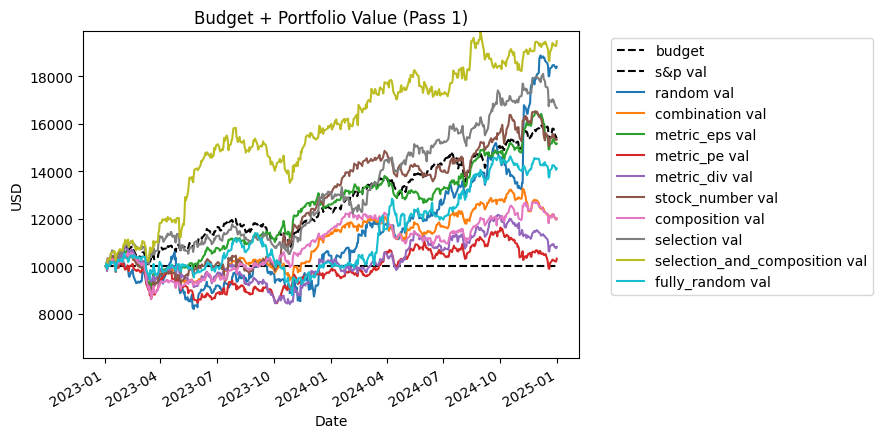 Budget + Portfolio Value (Pass 1)
USD
18000
16000
14000
12000
10000
8000
2023-01
2023-04
2023-07
2023-10
2024-01
2024-04
2024-07
2024-10
2025-01
Date
budget
s&p val
random val
combination val
metric_eps val
metric_pe val
metric_div val
stock_number val
composition val
selection val
selection_and_composition val
fully_random val